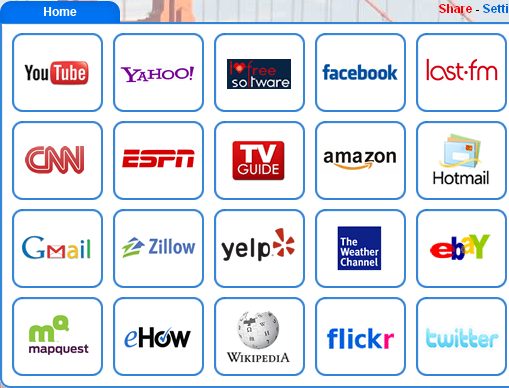 Home
Share - Setti
YouTube
YAHOO!
I free
software
facebook
last·fm
CNN
ESPN
TV
GUIDE
amazon
Hotmail
Gmail
Zillow
yelp
The
Weather
Channel
ebaY
mapquest
eHow
WIKIPEDIA
flickr
twitter